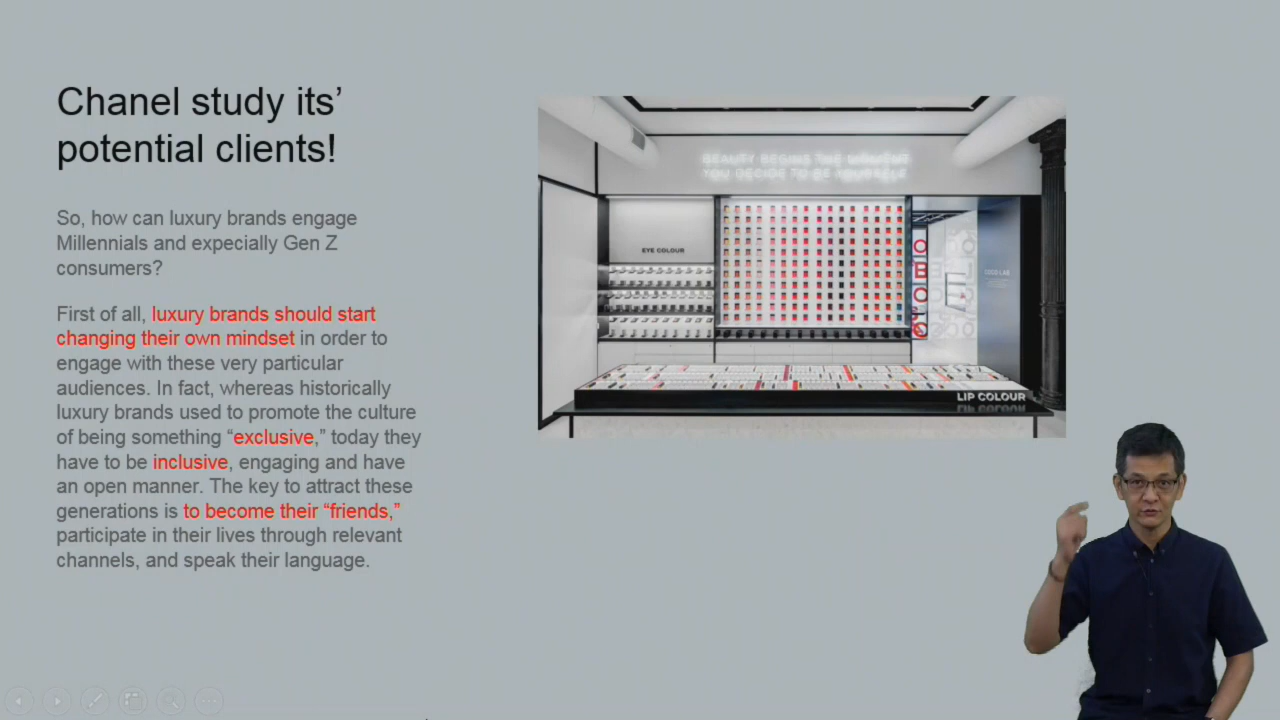 Chanel study its’
potential clients!
So, how can luxury brands engage
Millennials and expecially Gen Z
consumers?
First of all, luxury brands should start
changing their own mindset in order to
engage with these very particular
audiences. In fact, whereas historically
luxury brands used to promote the culture
of being something “exclusive,” today they
have to be inclusive, engaging and have
an open manner. The key to attract these
generations is to become their “friends,”
participate in their lives through relevant
channels, and speak their language.
BEAUTY BEGINS THE MOMENT
YOU DECIDE TO BE YOURSELF
EYE COLOUR
COCO LAB
LIP COLOUR